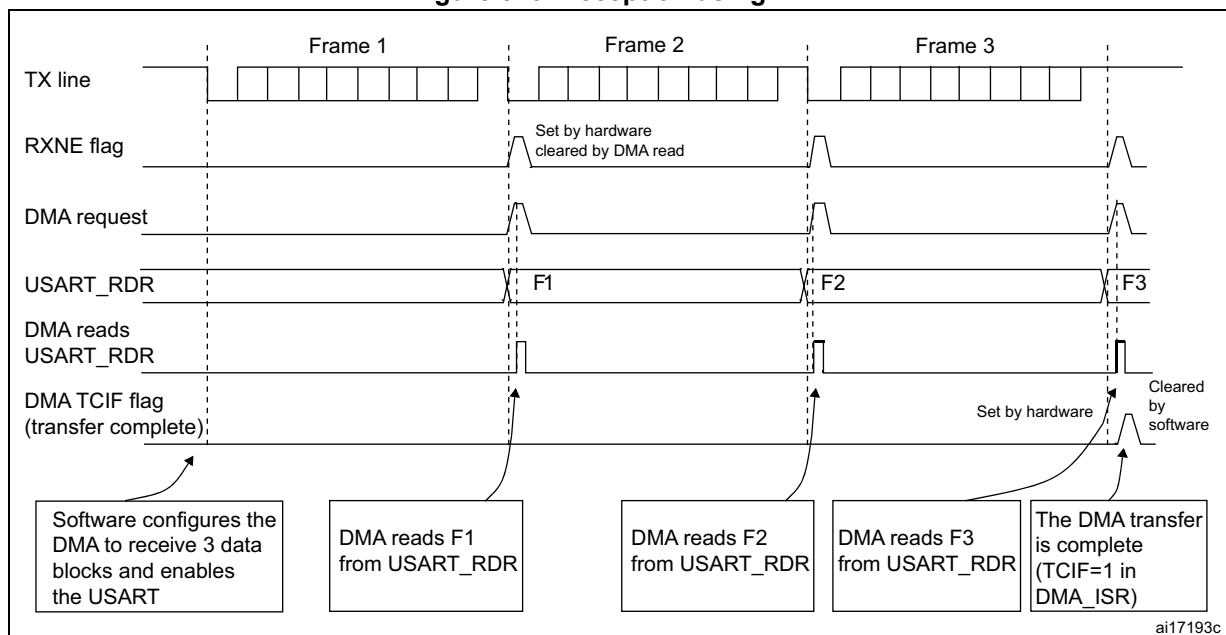 Frame 1
Frame 2
Frame 3
TX line
RXNE flag
Set by hardware
cleared by DMA read
DMA request
USART_RDR
F1
F2
F3
DMA reads
USART_RDR
DMA TCIF flag
(transfer complete)
Set by hardware
Cleared
by
software
Software configures the
DMA to receive 3 data
blocks and enables
the USART
DMA reads F1
from USART_RDR
DMA reads F2
from USART_RDR
DMA reads F3
from USART_RDR
The DMA transfer
is complete
(TCIF=1 in
DMA_ISR)
ai17193c